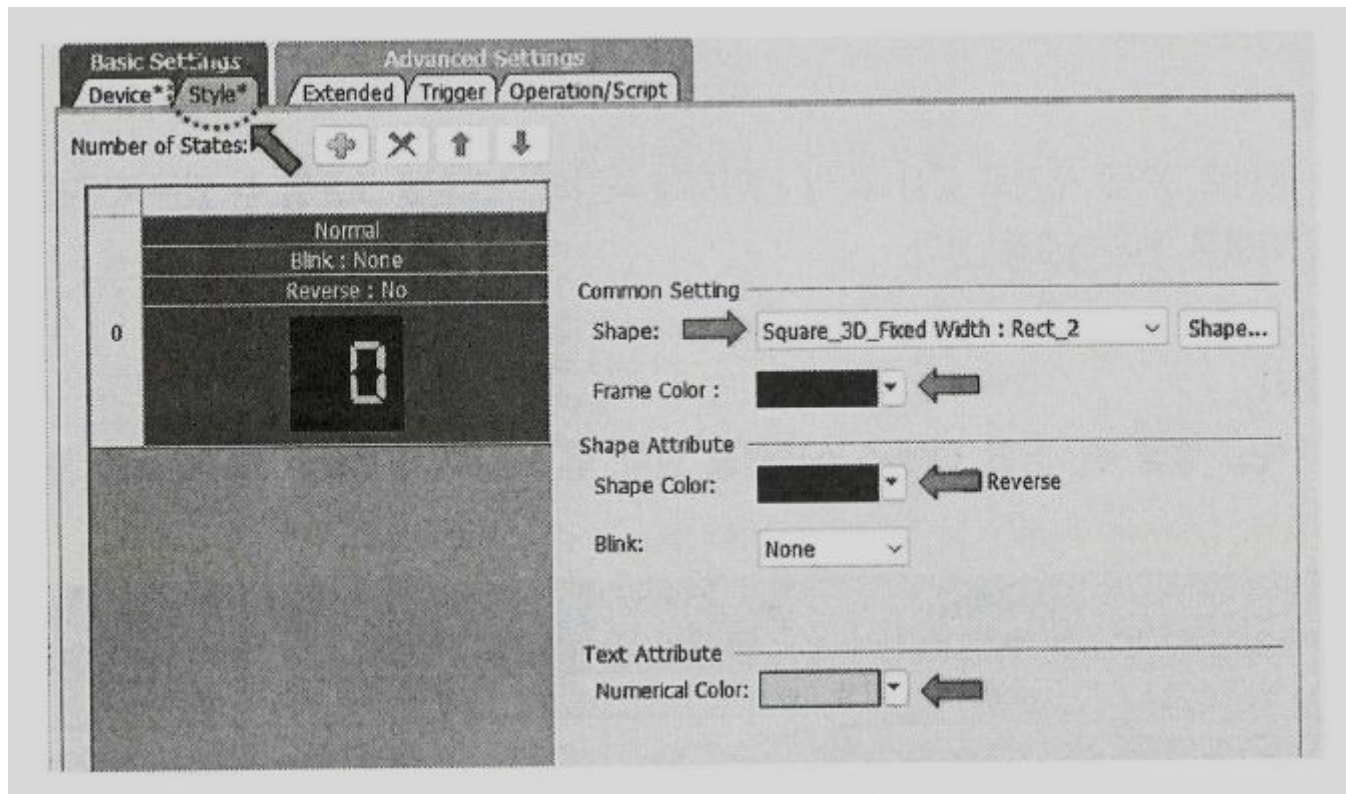 Basic Settings Advanced Settings
Device* Style* Extended Trigger Operation/Script
Number of States:
Normal
Blink : None
Reverse : No
0
0
Common Setting
Shape: Square_3D_Fixed Width : Rect_2 Shape...
Frame Color :
Shape Attribute
Shape Color: Reverse
Blink: None
Text Attribute
Numerical Color: